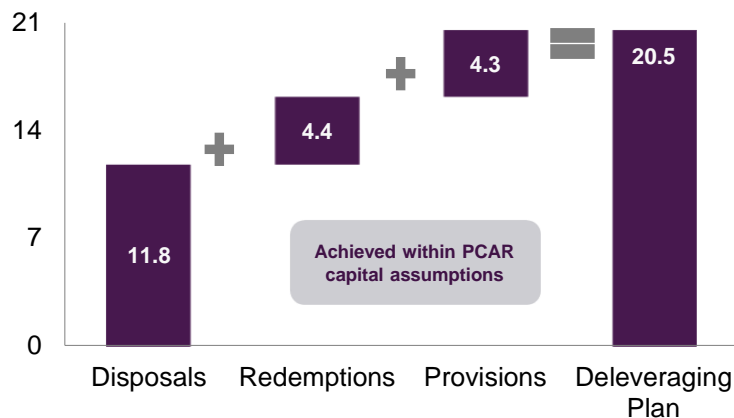 21
14
7
0
11.8
4.4
4.3
20.5
Achieved within PCAR
capital assumptions
Disposals
Redemptions
Provisions
Deleveraging
Plan